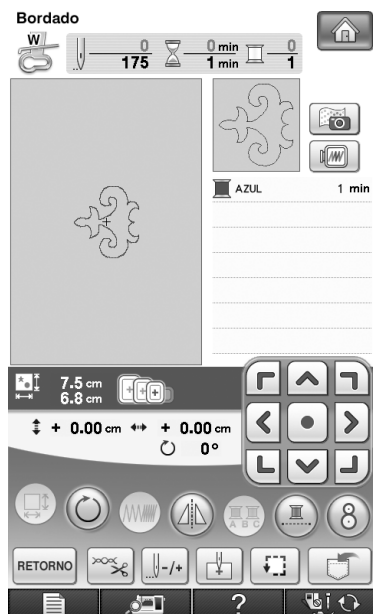 Bordado
W
0 0 min 0
175 1 min 1
AZUL 1 min
7.5 cm
6.8 cm
+ 0.00 cm + 0.00 cm
0°
A B C
8
RETORNO -/+
? i